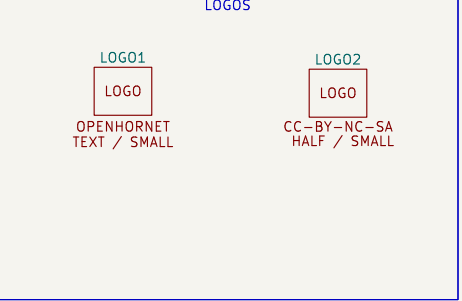 LOGOS
LOGO1
LOGO
OPENHORNET
TEXT / SMALL
LOGO2
LOGO
CC-BY-NC-SA
HALF / SMALL